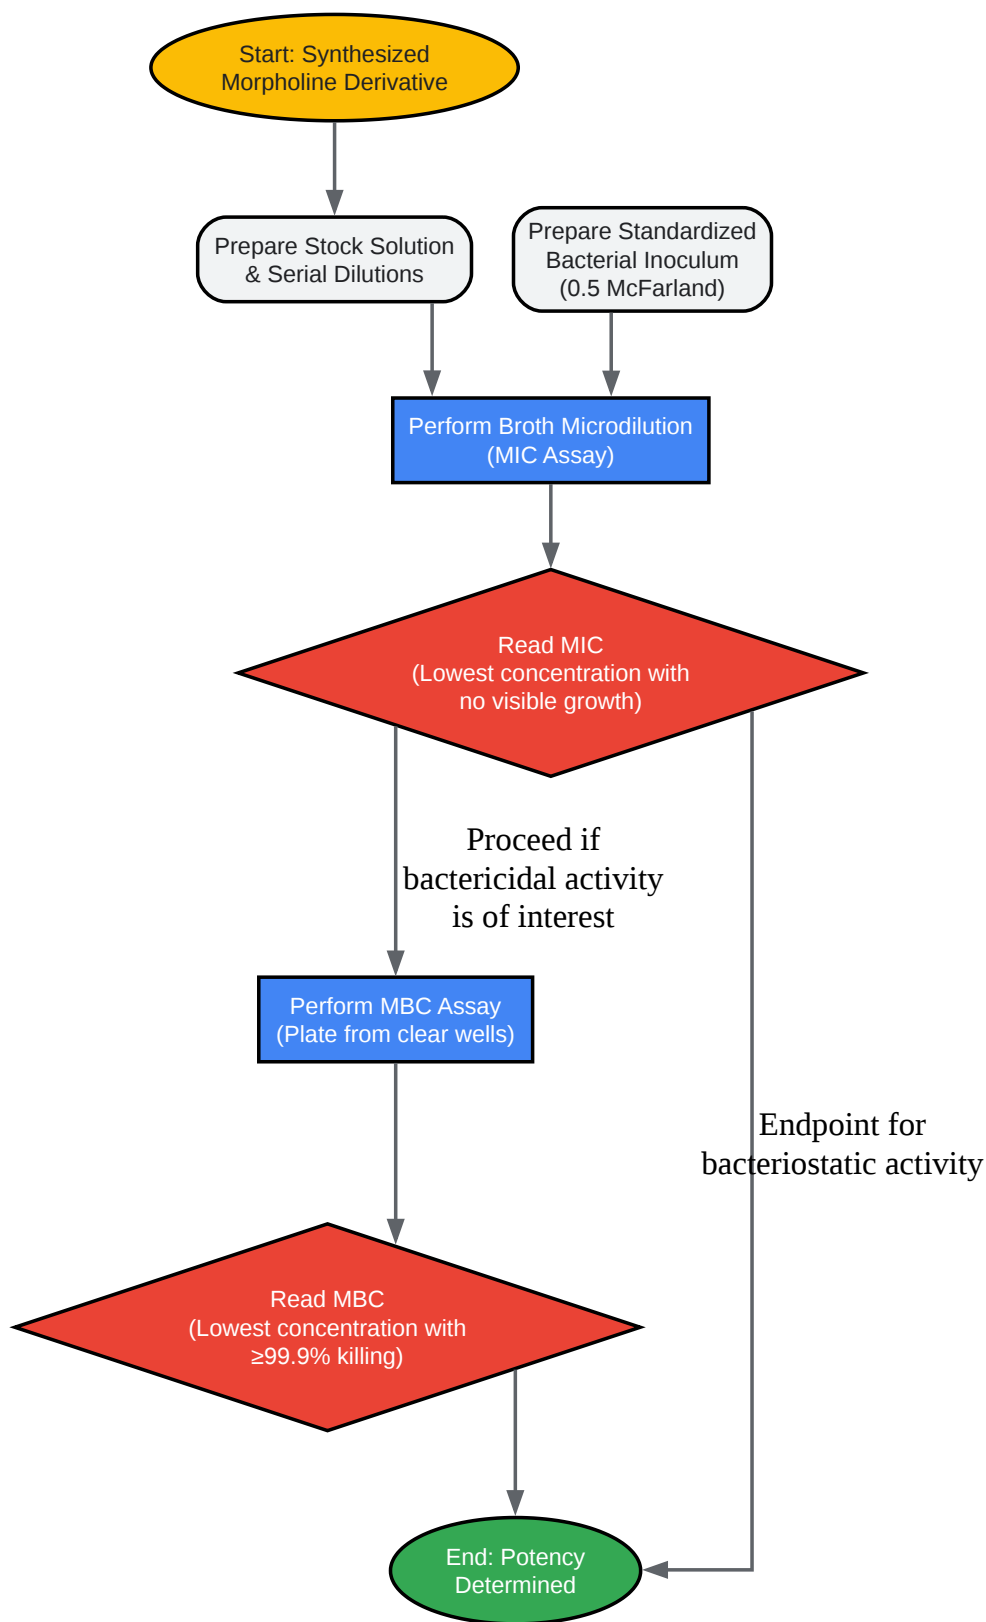 Start: Synthesized
Morpholine Derivative
Prepare Stock Solution
& Serial Dilutions
Prepare Standardized
Bacterial Inoculum
(0.5 McFarland)
Perform Broth Microdilution
(MIC Assay)
Read MIC
(Lowest concentration with
no visible growth)
Proceed if
bactericidal activity
is of interest
Perform MBC Assay
(Plate from clear wells)
Endpoint for
bacteriostatic activity
Read MBC
(Lowest concentration with
≥99.9% killing)
End: Potency
Determined